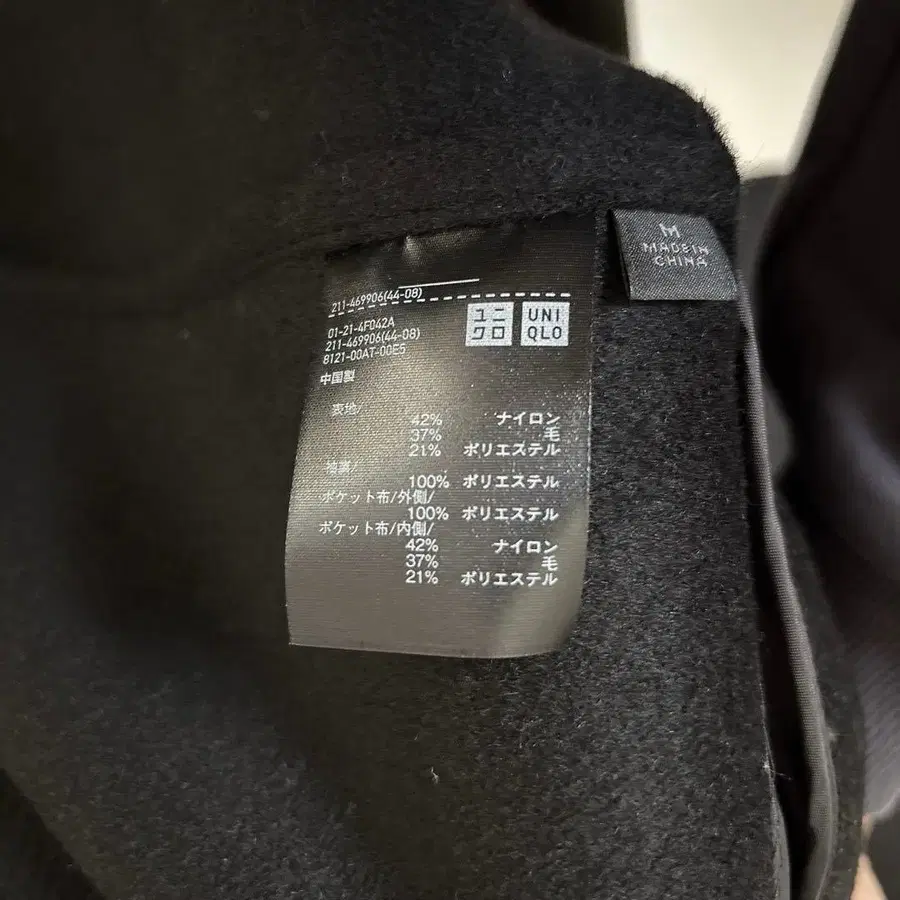 M
MADE IN
CHINA
211-469906(44-08)
ユニ
クロ
UNI
QLO
01-21-4F042A
211-469906(44-08)
8121-00AT-00E5
中国製
表地/
42% ナイロン
37% 毛
21% ポリエステル
袖裏/
100% ポリエステル
ポケット布/外側/
100% ポリエステル
ポケット布/内側/
42% ナイロン
37% 毛
21% ポリエステル